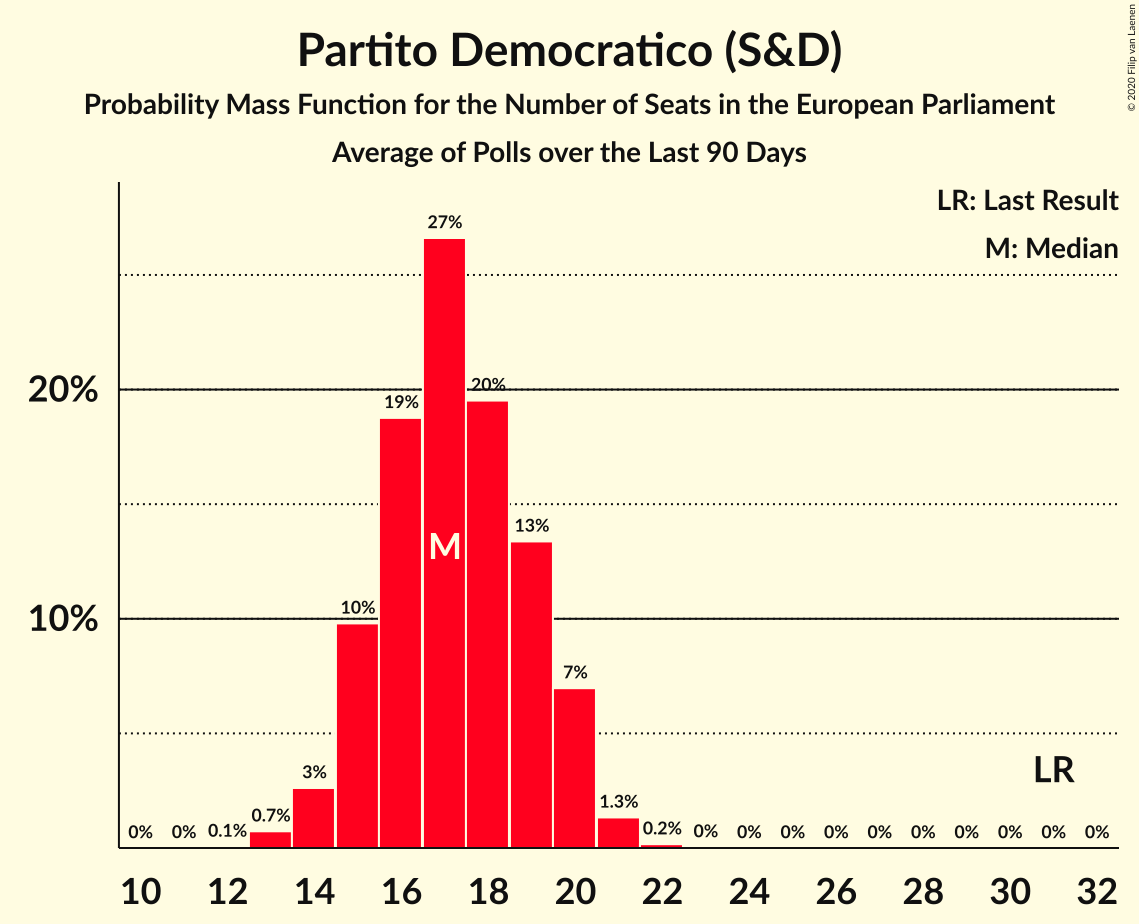 Partito Democratico (S&D)
Probability Mass Function for the Number of Seats in the European Parliament
Average of Polls over the Last 90 Days
© 2020 Filip van Laenen
LR: Last Result
M: Median
20%
10%
0% 0% 0.1% 0.7% 3% 10% 19% 27% 20% 13% 7% 1.3% 0.2% 0% 0% 0% 0% 0% 0% 0% 0% 0% 0%
M
LR
10 12 14 16 18 20 22 24 26 28 30 32